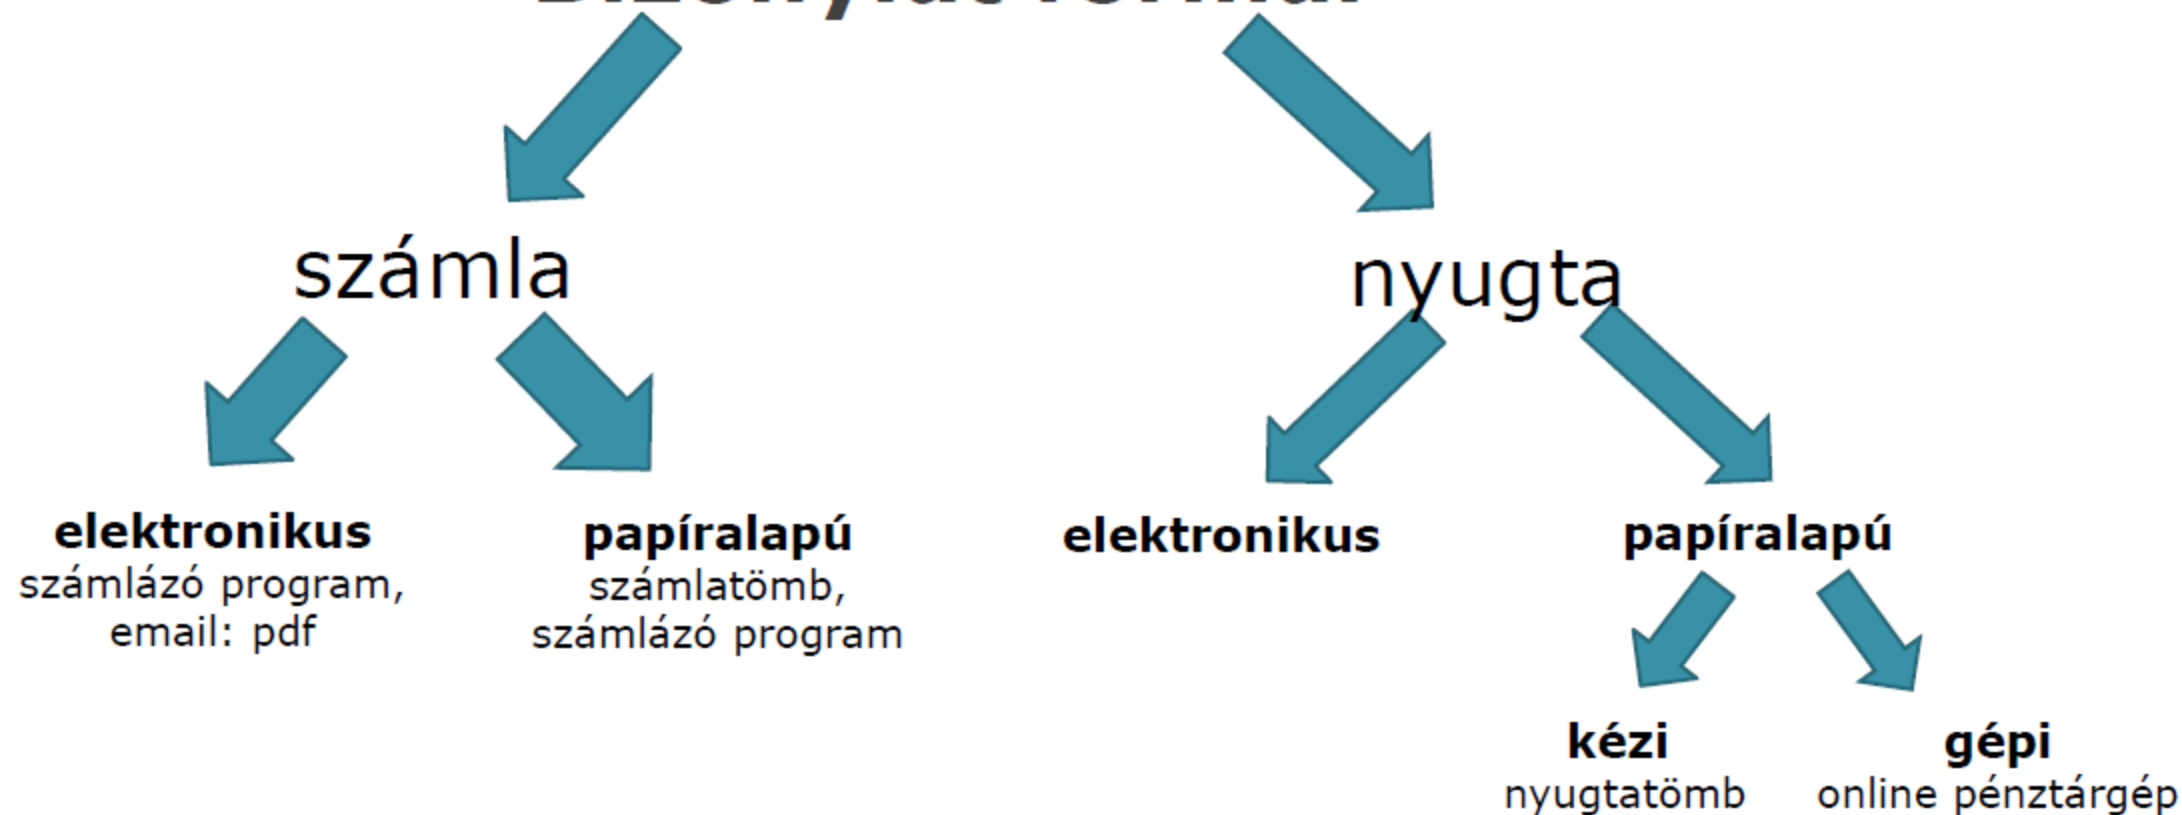 számla
nyugta
elektronikus
számlázó program,
email: pdf
papíralapú
számlatömb,
számlázó program
elektronikus
papíralapú
kézi
nyugtatömb
gépi
online pénztárgép